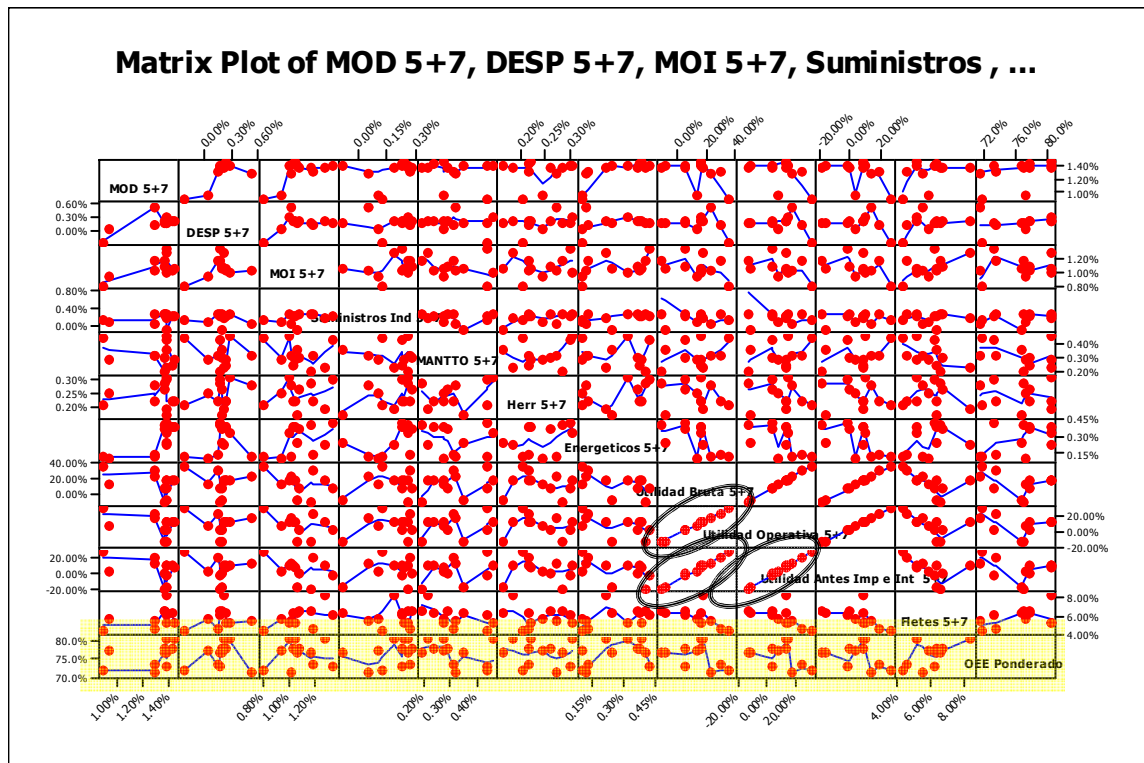 Matrix Plot of MOD 5+7, DESP 5+7, MOI 5+7, Suministros , ...
0.00% 0.30% 0.60% 0.00% 0.15% 0.30% 0.20% 0.25% 0.30% 0.00% 20.00% 40.00% -20.00% 0.00% 20.00% 72.0% 76.0% 80.0%
MOD 5+7
1.40%
1.20%
1.00%
0.60%
0.30%
0.00%
DESP 5+7
MOI 5+7
1.20%
1.00%
0.80%
0.80%
0.40%
0.00%
Ind
MANTTO 5+7
0.40%
0.30%
0.20%
0.30%
0.25%
0.20%
Herr 5+7
Energeticos 5+7
0.45%
0.30%
0.15%
40.00%
20.00%
0.00%
Utilidad Bruta 5+7
Utilidad Operativa 5+7
20.00%
0.00%
-20.00%
20.00%
0.00%
-20.00%
Utilidad Antes Imp e Int 5+7
Fletes 5+7
8.00%
6.00%
4.00%
80.0%
75.0%
70.0%
OEE Ponderado
1.00% 1.20% 1.40% 0.80% 1.00% 1.20% 0.20% 0.30% 0.40% 0.15% 0.30% 0.45% -20.00% 0.00% 20.00% 4.00% 6.00% 8.00%